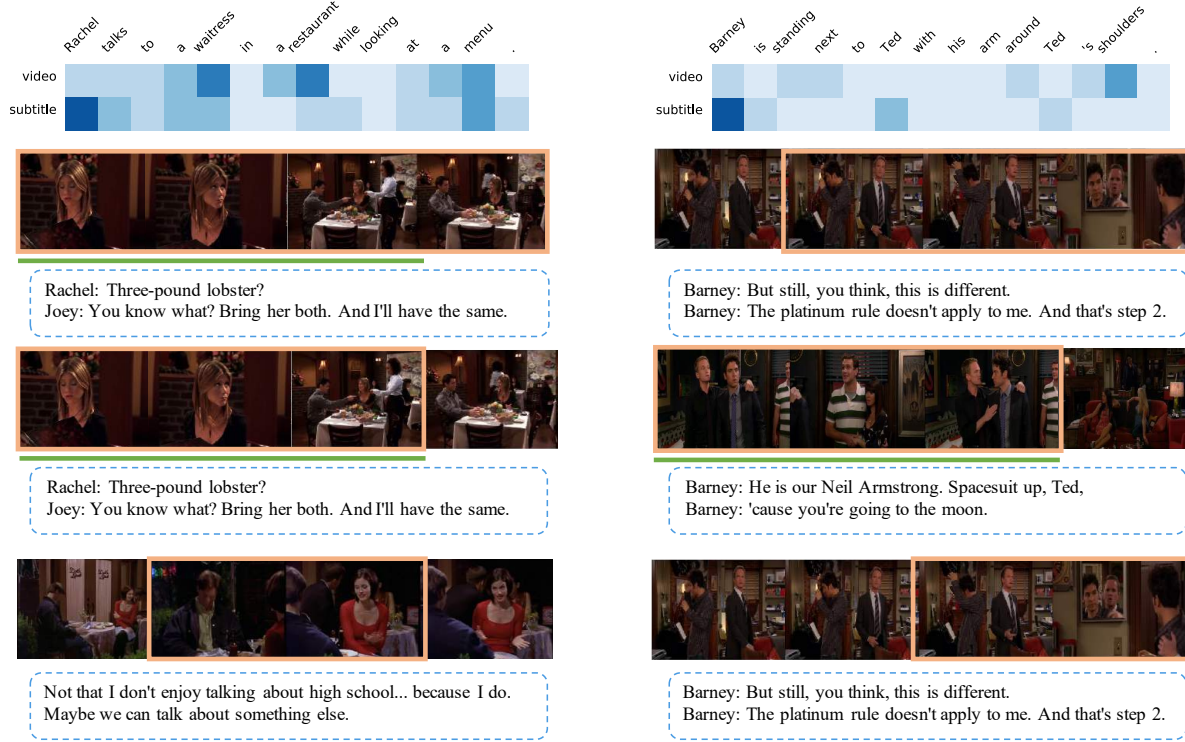 Rachel talks to a waitress in a restaurant while looking at a menu .
video
subtitle
Rachel: Three-pound lobster?
Joey: You know what? Bring her both. And I'll have the same.
Rachel: Three-pound lobster?
Joey: You know what? Bring her both. And I'll have the same.
Not that I don't enjoy talking about high school... because I do.
Maybe we can talk about something else.
Barney is standing next to Ted with his arm around Ted 's shoulders .
video
subtitle
Barney: But still, you think, this is different.
Barney: The platinum rule doesn't apply to me. And that's step 2.
Barney: He is our Neil Armstrong. Spacesuit up, Ted,
Barney: 'cause you're going to the moon.
Barney: But still, you think, this is different.
Barney: The platinum rule doesn't apply to me. And that's step 2.